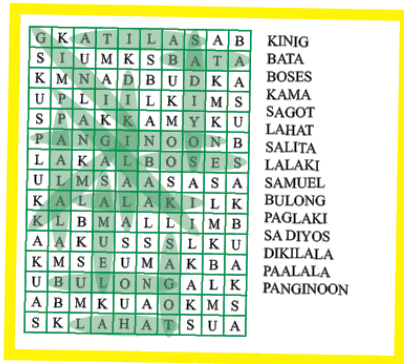 G K A T I L A S A B
S I U M K S B A T A
K M N A D B U D K A
U P L I I L K I M S
S P A K K A M Y K U
P A N G I N O O N B
L A K A L B O S E S
U L M S A A S A S A
K A L A L A K I L K
K L B M A L L I M B
A A K U S S S L K U
K M S E U M A K B A
U B U L O N G A L K
A B M K U A O K M S
S K L A H A T S U A
KINIG
BATA
BOSES
KAMA
SAGOT
LAHAT
SALITA
LALAKI
SAMUEL
BULONG
PAGLAKI
SA DIYOS
DIKILALA
PAALALA
PANGINOON